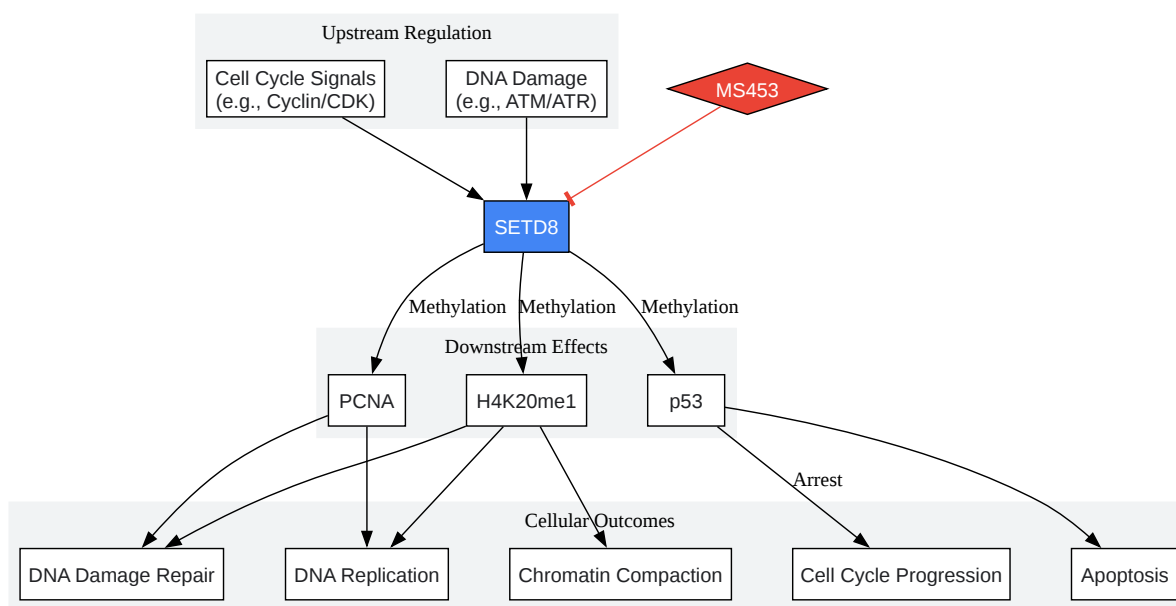 Upstream Regulation
Cell Cycle Signals
(e.g., Cyclin/CDK)
DNA Damage
(e.g., ATM/ATR)
MS453
SETD8
Methylation
Methylation
Methylation
Downstream Effects
PCNA
H4K20me1
p53
Arrest
Cellular Outcomes
DNA Damage Repair
DNA Replication
Chromatin Compaction
Cell Cycle Progression
Apoptosis